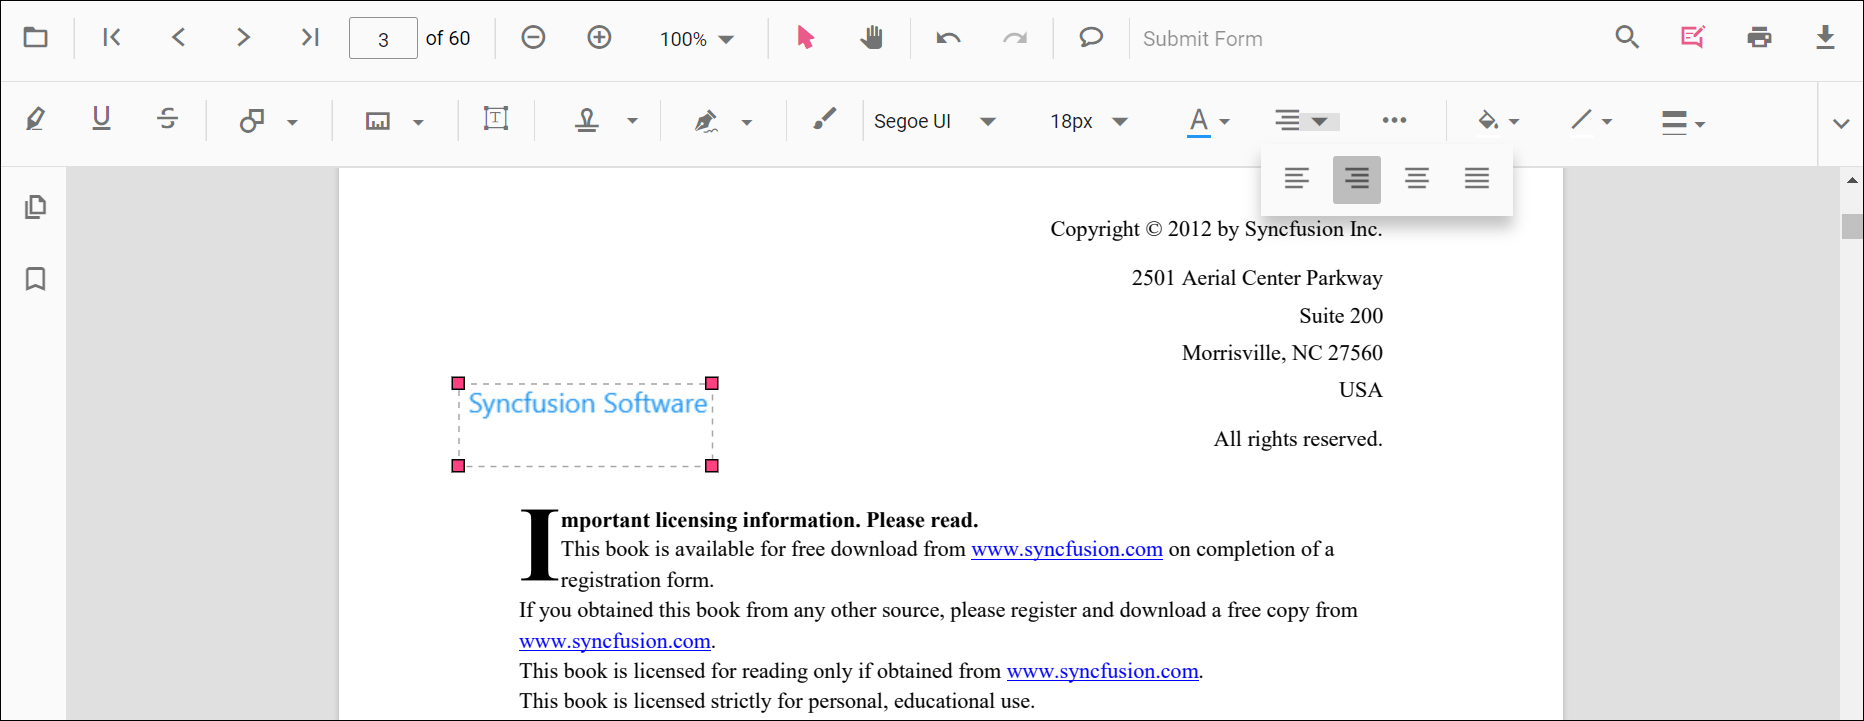 3 of 60 100% Submit Form
U S T Segoe UI 18px A
Copyright © 2012 by Syncfusion Inc.
2501 Aerial Center Parkway
Suite 200
Morrisville, NC 27560
USA
Syncfusion Software
All rights reserved.
Important licensing information. Please read.
This book is available for free download from www.syncfusion.com on completion of a
registration form.
If you obtained this book from any other source, please register and download a free copy from
www.syncfusion.com.
This book is licensed for reading only if obtained from www.syncfusion.com.
This book is licensed strictly for personal, educational use.